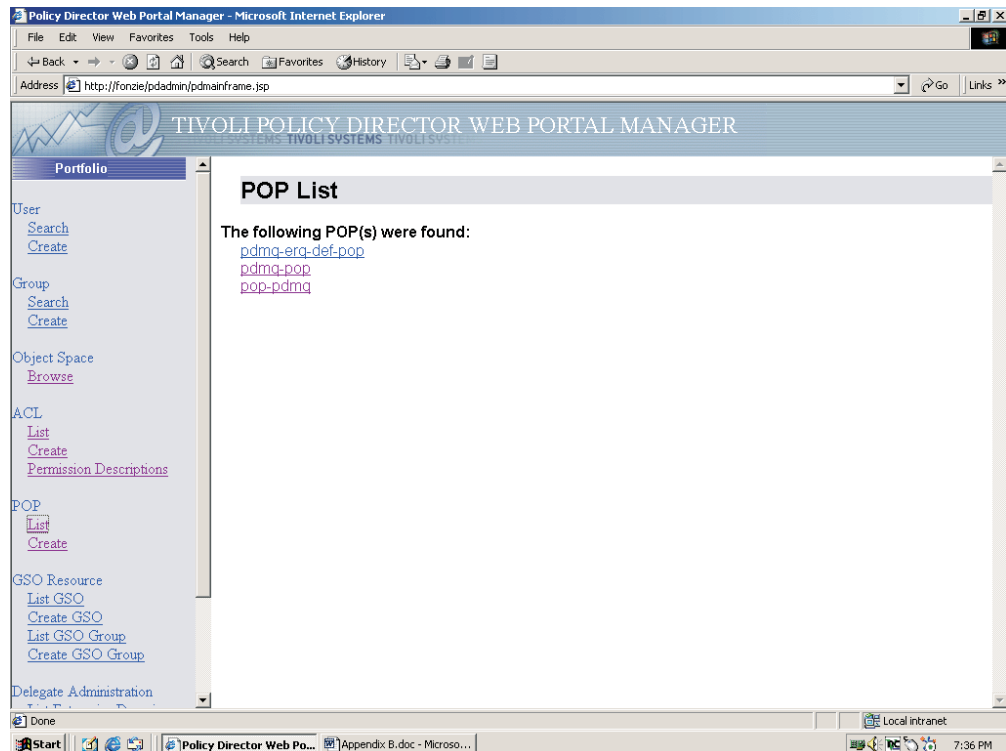 Policy Director Web Portal Manager - Microsoft Internet Explorer
File Edit View Favorites Tools Help
Back Search Favorites History
Address http://fonzie/pdadmin/pdmainframe.jsp Go Links »
TIVOLI POLICY DIRECTOR WEB PORTAL MANAGER
TIVOLI SYSTEMS
Portfolio
User
Search
Create
Group
Search
Create
Object Space
Browse
ACL
List
Create
Permission Descriptions
POP
List
Create
GSO Resource
List GSO
Create GSO
List GSO Group
Create GSO Group
Delegate Administration
POP List
The following POP(s) were found:
pdmq-erq-def-pop
pdmq-pop
pop-pdmq
Done Local intranet
Start Policy Director Web Po... Appendix B.doc - Microso... 7:36 PM